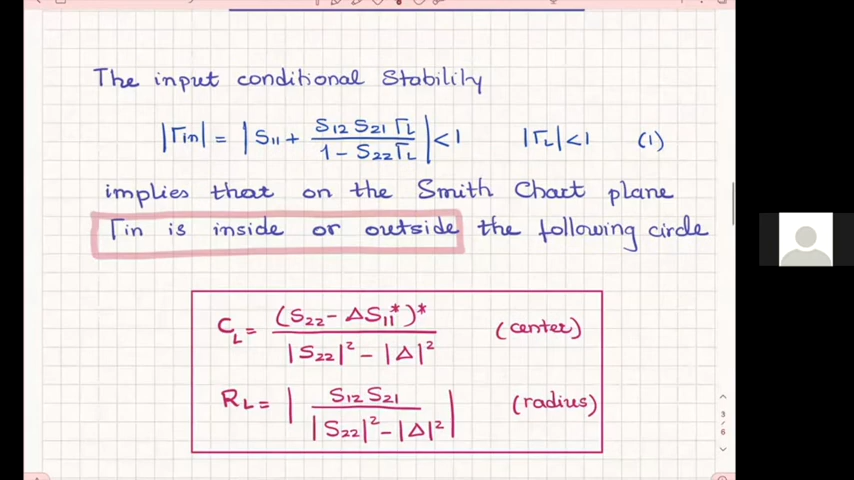 The input conditional Stability
|Γin| = | S11 + S12 S21 ΓL / 1 - S22 ΓL | < 1 |ΓL| < 1 (1)
implies that on the Smith Chart plane
Γin is inside or outside the following circle
CL = (S22 - ΔS11*)* / |S22|² - |Δ|² (center)
RL = | S12 S21 / |S22|² - |Δ|² | (radius)
3
/
6